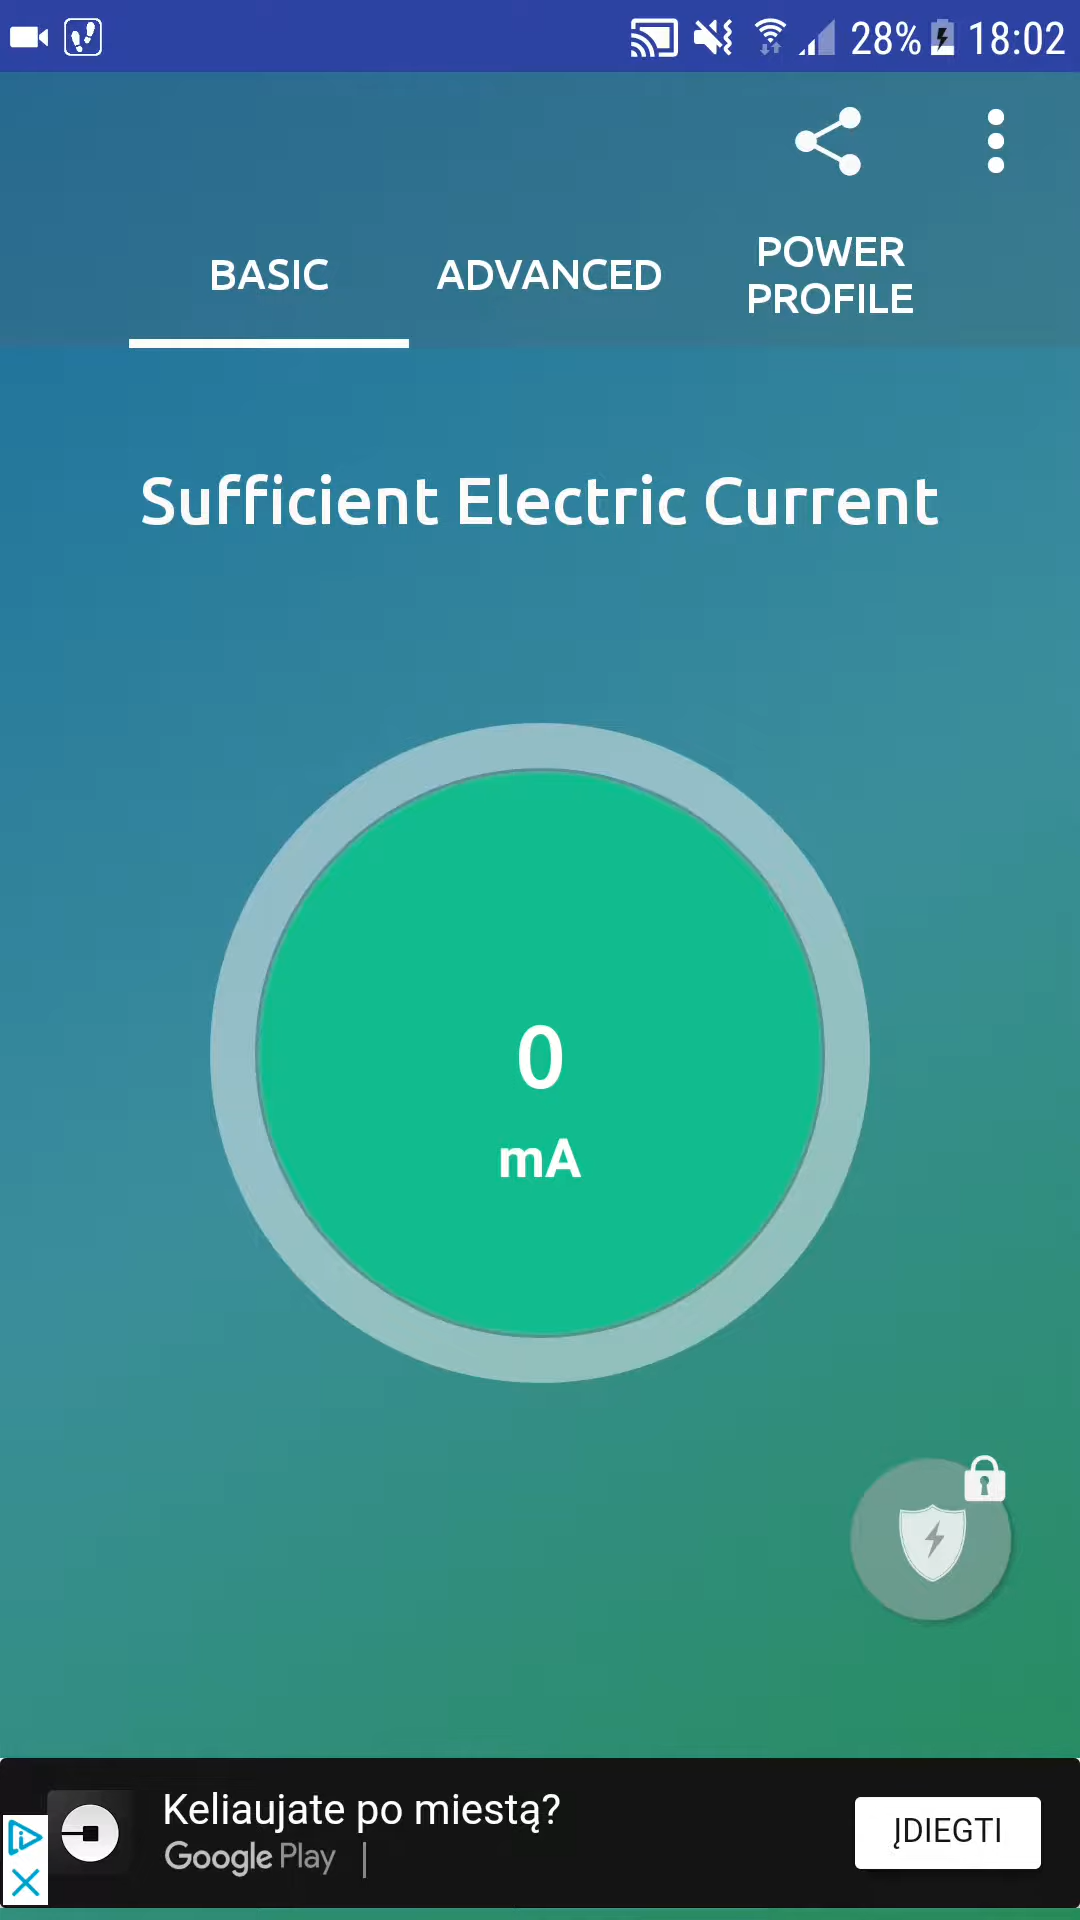 28% 18:02
BASIC
ADVANCED
POWER
PROFILE
Sufficient Electric Current
0
mA
Keliaujate po miestą?
Google Play
ĮDIEGTI